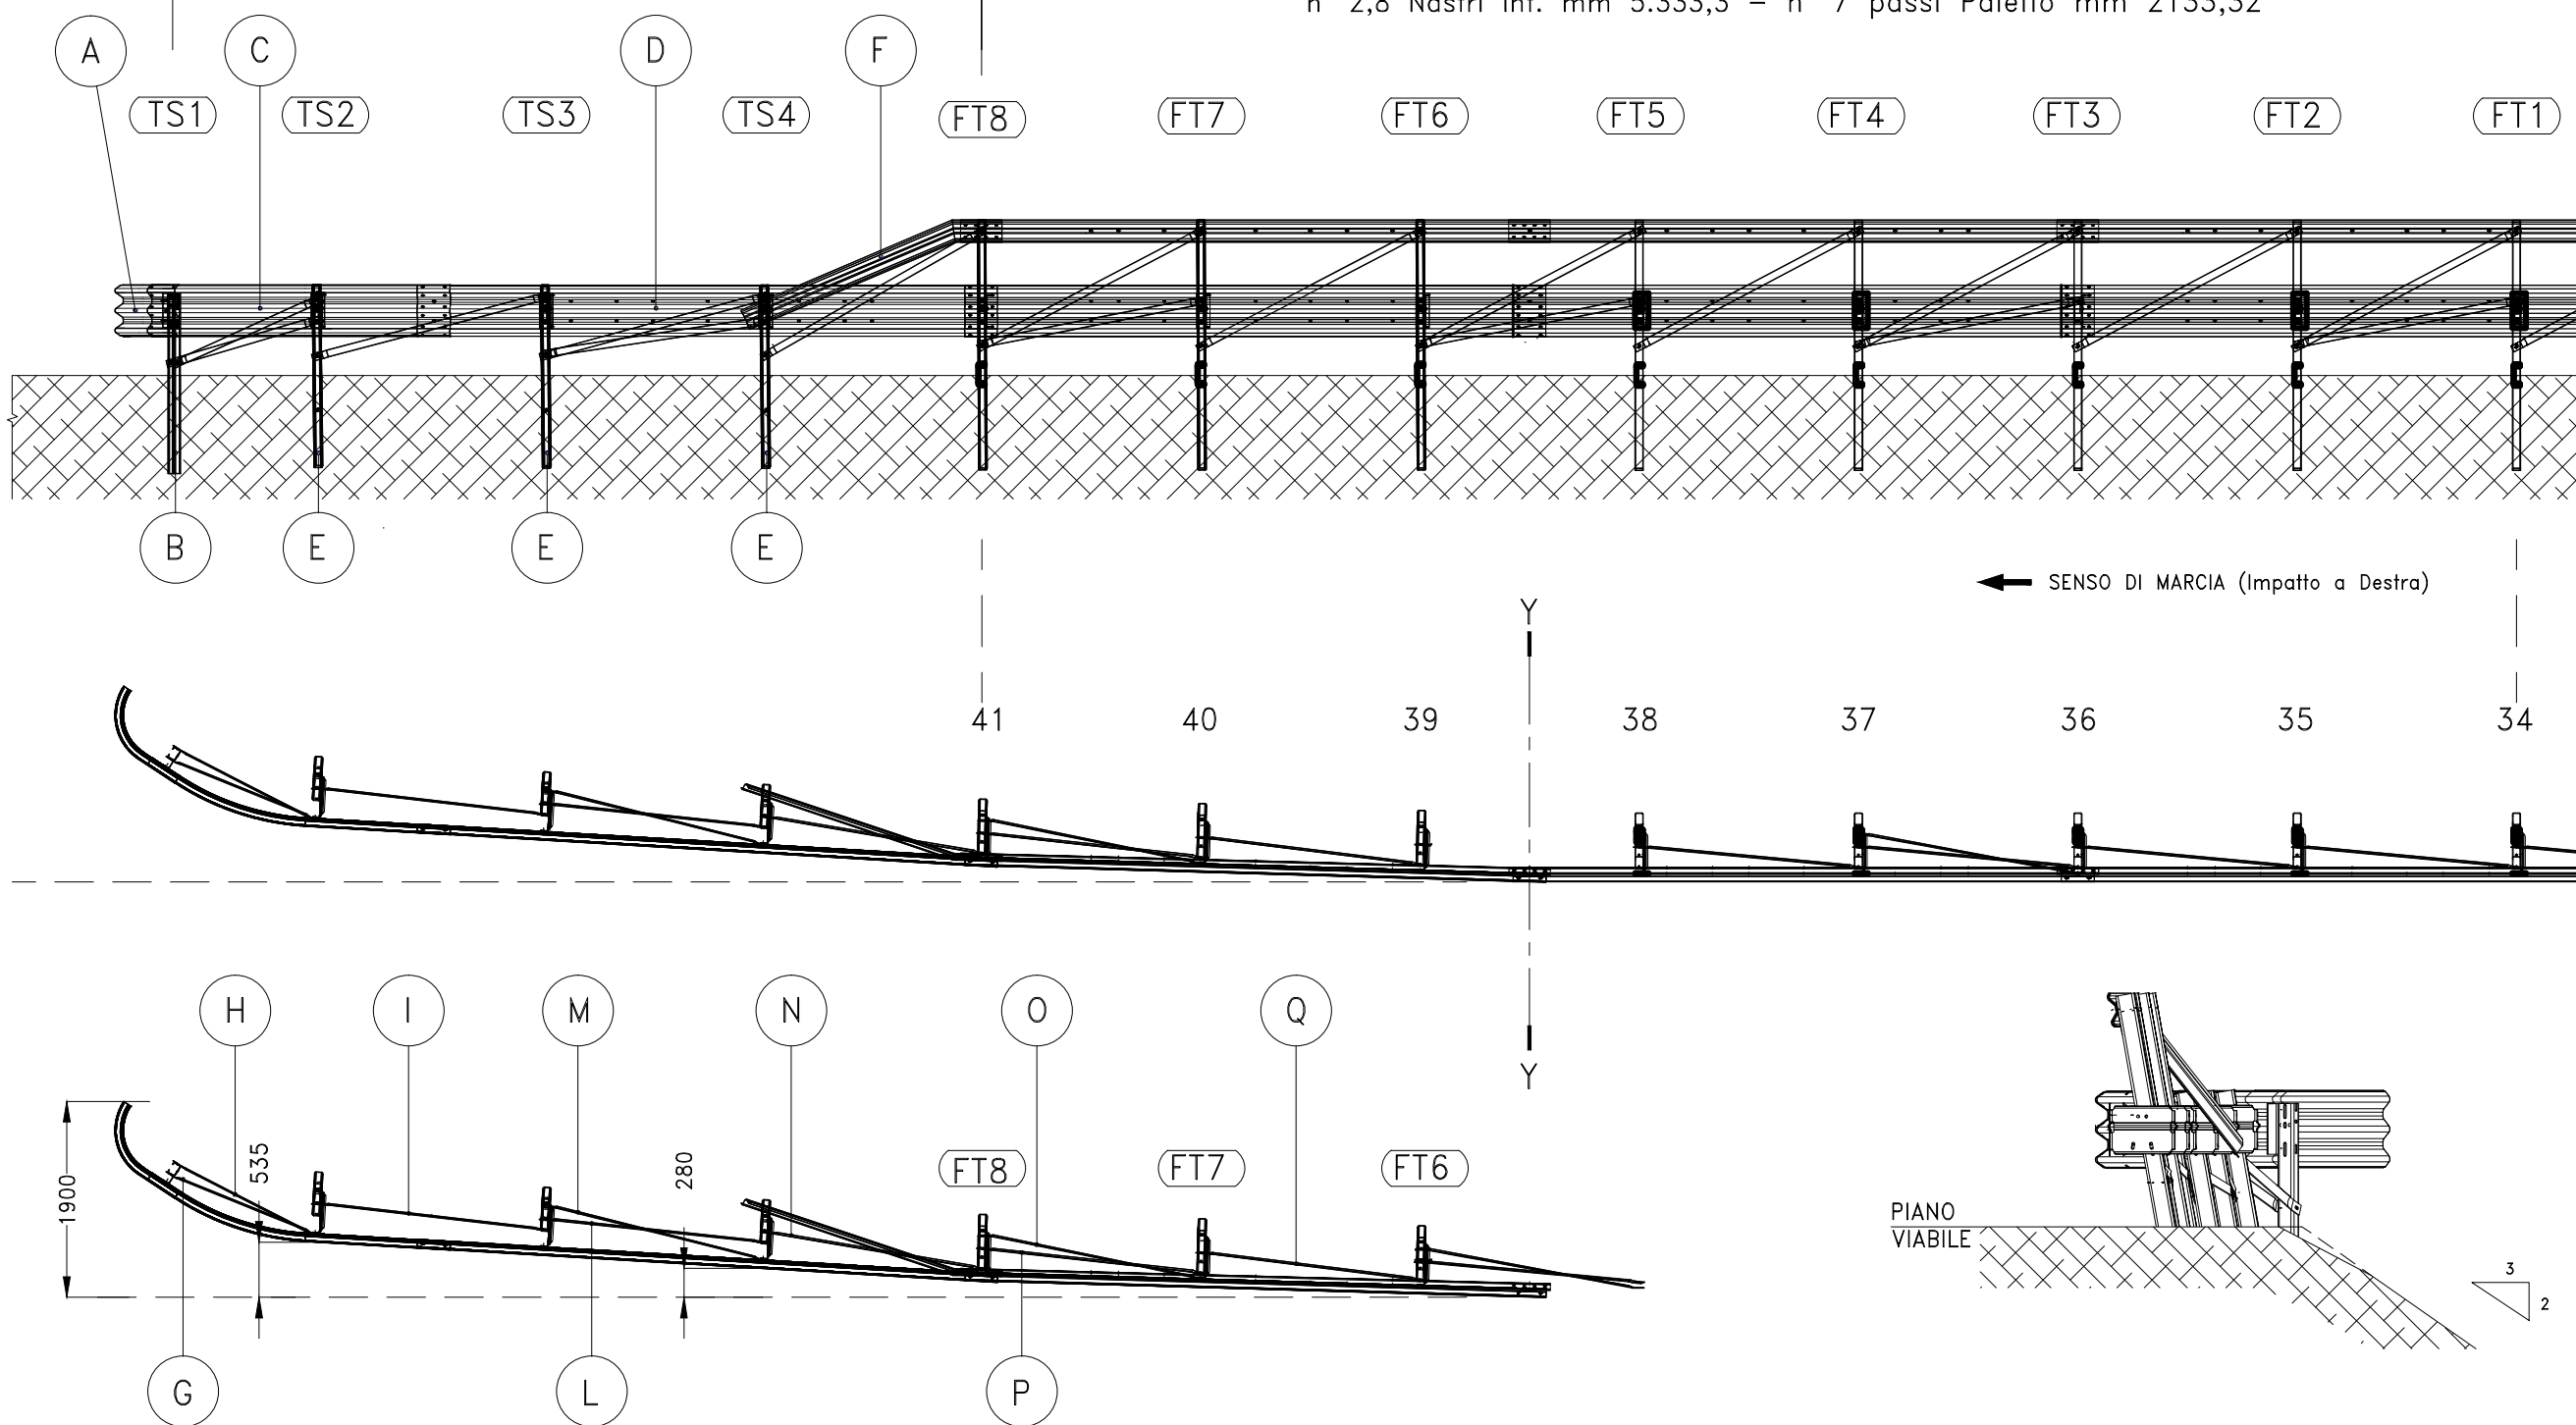 n° 2,8 Nastri Inf. mm 5.333,3 – n° 7 passi Paletto mm 2133,32
A C D F
TS1 TS2 TS3 TS4 FT8 FT7 FT6 FT5 FT4 FT3 FT2 FT1
B E E E
SENSO DI MARCIA (Impatto a Destra)
Y
41 40 39 38 37 36 35 34
H I M N O Q
Y
1900 535 280 FT8 FT7 FT6
PIANO
VIABILE
3
2
G L P